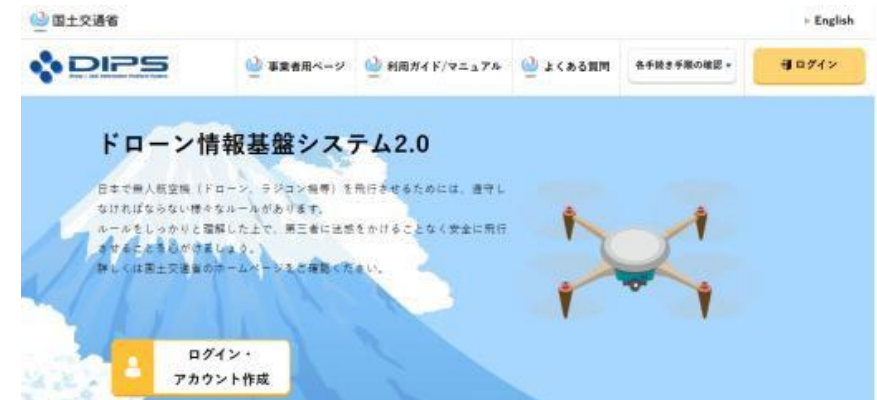 国土交通省
English
DIPS
事業者用ページ
利用ガイド/マニュアル
よくある質問
各手続き手順の確認
ログイン
ドローン情報基盤システム2.0
日本で無人航空機（ドローン、ラジコン機等）を飛行させるためには、遵守し
なければならない様々なルールがあります。
ルールをしっかりと理解した上で、第三者に迷惑をかけることなく安全に飛行
させることを心がけましょう。
詳しくは国土交通省のホームページをご確認ください。
ログイン・
アカウント作成